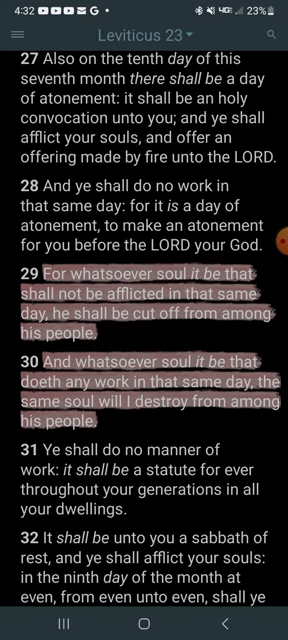 4:32 G 4GE 23%
Leviticus 23
27 Also on the tenth day of this
seventh month there shall be a day
of atonement: it shall be an holy
convocation unto you; and ye shall
afflict your souls, and offer an
offering made by fire unto the LORD.
28 And ye shall do no work in
that same day: for it is a day of
atonement, to make an atonement
for you before the LORD your God.
29 For whatsoever soul it be that
shall not be afflicted in that same
day, he shall be cut off from among
his people.
30 And whatsoever soul it be that
doeth any work in that same day, the
same soul will I destroy from among
his people.
31 Ye shall do no manner of
work: it shall be a statute for ever
throughout your generations in all
your dwellings.
32 It shall be unto you a sabbath of
rest, and ye shall afflict your souls:
in the ninth day of the month at
even, from even unto even, shall ye